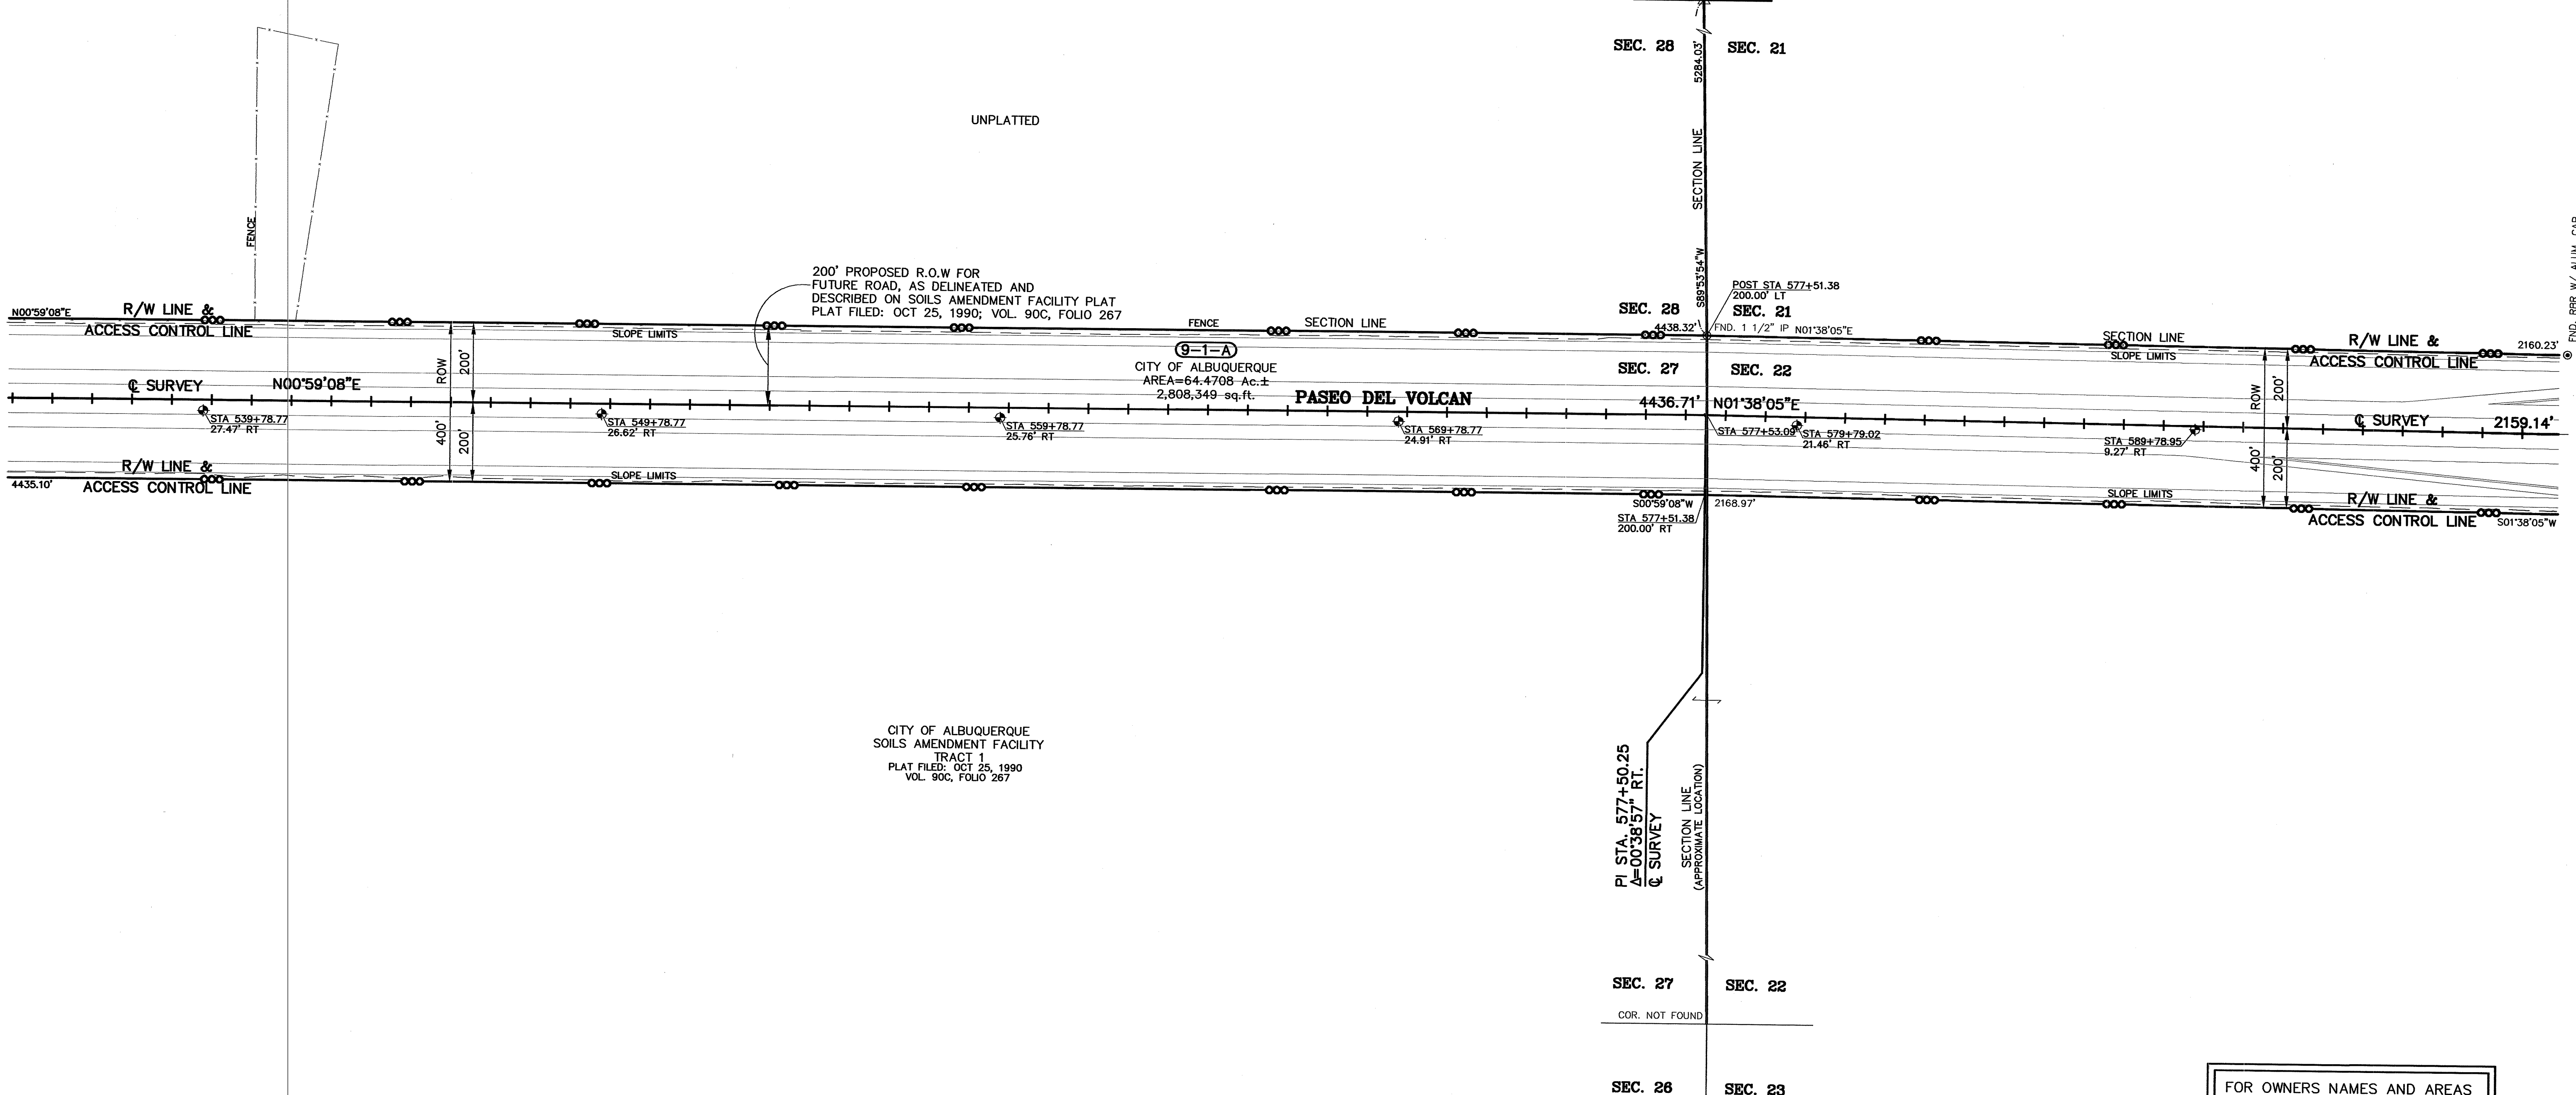 SEC. 28
SEC. 21
5284.03'
UNPLATTED
SECTION LINE
S89°53'54"W
FENCE
200' PROPOSED R.O.W FOR
FUTURE ROAD, AS DELINEATED AND
DESCRIBED ON SOILS AMENDMENT FACILITY PLAT
PLAT FILED: OCT 25, 1990; VOL. 90C, FOLIO 267
POST STA 577+51.38
200.00' LT
SEC. 28
SEC. 21
N00°59'08"E
R/W LINE &
ACCESS CONTROL LINE
SLOPE LIMITS
FENCE
SECTION LINE
4438.32'
FND. 1 1/2" IP
N01°38'05"E
SECTION LINE
SLOPE LIMITS
R/W LINE &
ACCESS CONTROL LINE
2160.23'
FND. RBR W/ ALUM. CAP
9-1-A
CITY OF ALBUQUERQUE
AREA=64.4708 Ac.±
2,808,349 sq.ft.
SEC. 27
SEC. 22
ROW
200'
400'
200'
℄ SURVEY
N00°59'08"E
PASEO DEL VOLCAN
4436.71'
N01°38'05"E
ROW
200'
400'
200'
℄ SURVEY
2159.14'
STA 539+78.77
27.47' RT
STA 549+78.77
26.62' RT
STA 559+78.77
25.76' RT
STA 569+78.77
24.91' RT
STA 577+53.09
STA 579+79.02
21.46' RT
STA 589+78.95
9.27' RT
R/W LINE &
ACCESS CONTROL LINE
4435.10'
SLOPE LIMITS
S00°59'08"W
2168.97'
STA 577+51.38
200.00' RT
SLOPE LIMITS
R/W LINE &
ACCESS CONTROL LINE
S01°38'05"W
CITY OF ALBUQUERQUE
SOILS AMENDMENT FACILITY
TRACT 1
PLAT FILED: OCT 25, 1990
VOL. 90C, FOLIO 267
PI STA. 577+50.25
Δ=00°38'57" RT.
℄ SURVEY
SECTION LINE
(APPROXIMATE LOCATION)
SEC. 27
SEC. 22
COR. NOT FOUND
SEC. 26
SEC. 23
FOR OWNERS NAMES AND AREAS